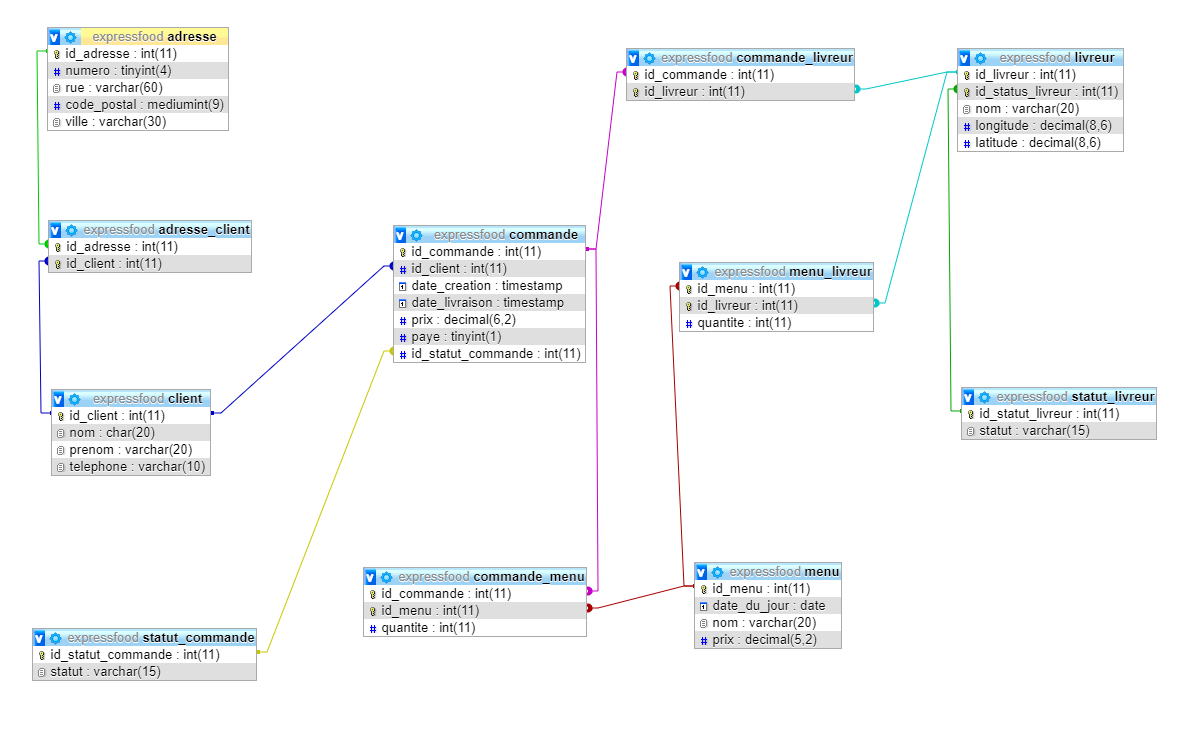 expressfood adresse
id_adresse : int(11)
numero : tinyint(4)
rue : varchar(60)
code_postal : mediumint(9)
ville : varchar(30)
expressfood commande_livreur
id_commande : int(11)
id_livreur : int(11)
expressfood livreur
id_livreur : int(11)
id_status_livreur : int(11)
nom : varchar(20)
longitude : decimal(8,6)
latitude : decimal(8,6)
expressfood adresse_client
id_adresse : int(11)
id_client : int(11)
expressfood commande
id_commande : int(11)
id_client : int(11)
date_creation : timestamp
date_livraison : timestamp
prix : decimal(6,2)
paye : tinyint(1)
id_statut_commande : int(11)
expressfood menu_livreur
id_menu : int(11)
id_livreur : int(11)
quantite : int(11)
expressfood client
id_client : int(11)
nom : char(20)
prenom : varchar(20)
telephone : varchar(10)
expressfood statut_livreur
id_statut_livreur : int(11)
statut : varchar(15)
expressfood commande_menu
id_commande : int(11)
id_menu : int(11)
quantite : int(11)
expressfood menu
id_menu : int(11)
date_du_jour : date
nom : varchar(20)
prix : decimal(5,2)
expressfood statut_commande
id_statut_commande : int(11)
statut : varchar(15)